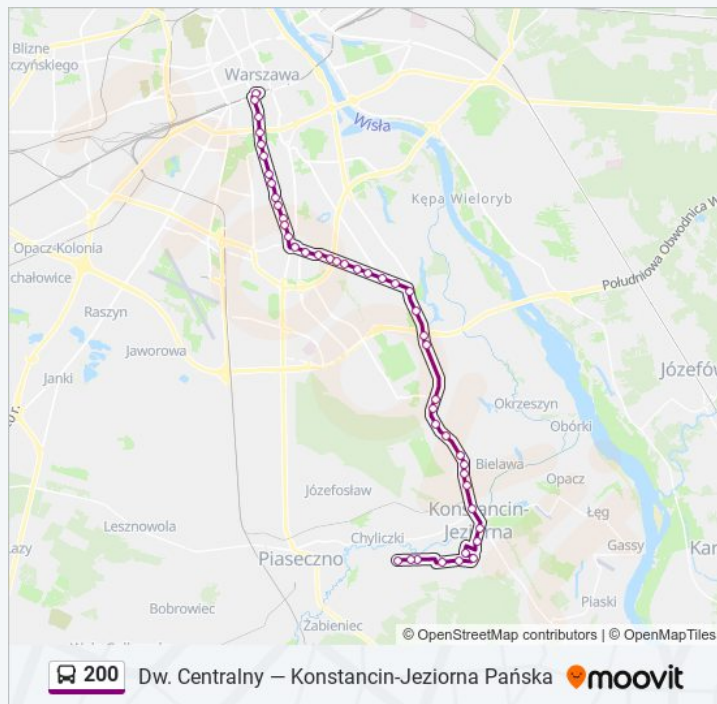 Blizne
czyńskiego
Warszawa
Wisła
Kępa Wieloryb
Południowa Obwodnica W
Opacz-Kolonia
chałowice
Raszyn
Jaworowa
Janki
Józefów
Okrzeszyn
Obórki
Bielawa
Józefosław
Opacz
Konstancin-
Jeziorna
Łęg
Lesznowola
Chyliczki
Gassy
Kar
Łazy
Piaseczno
Bobrowiec
Piaski
Żabieniec
© OpenStreetMap contributors | © OpenMapTiles
200 Dw. Centralny — Konstancin-Jeziorna Pańska moovit